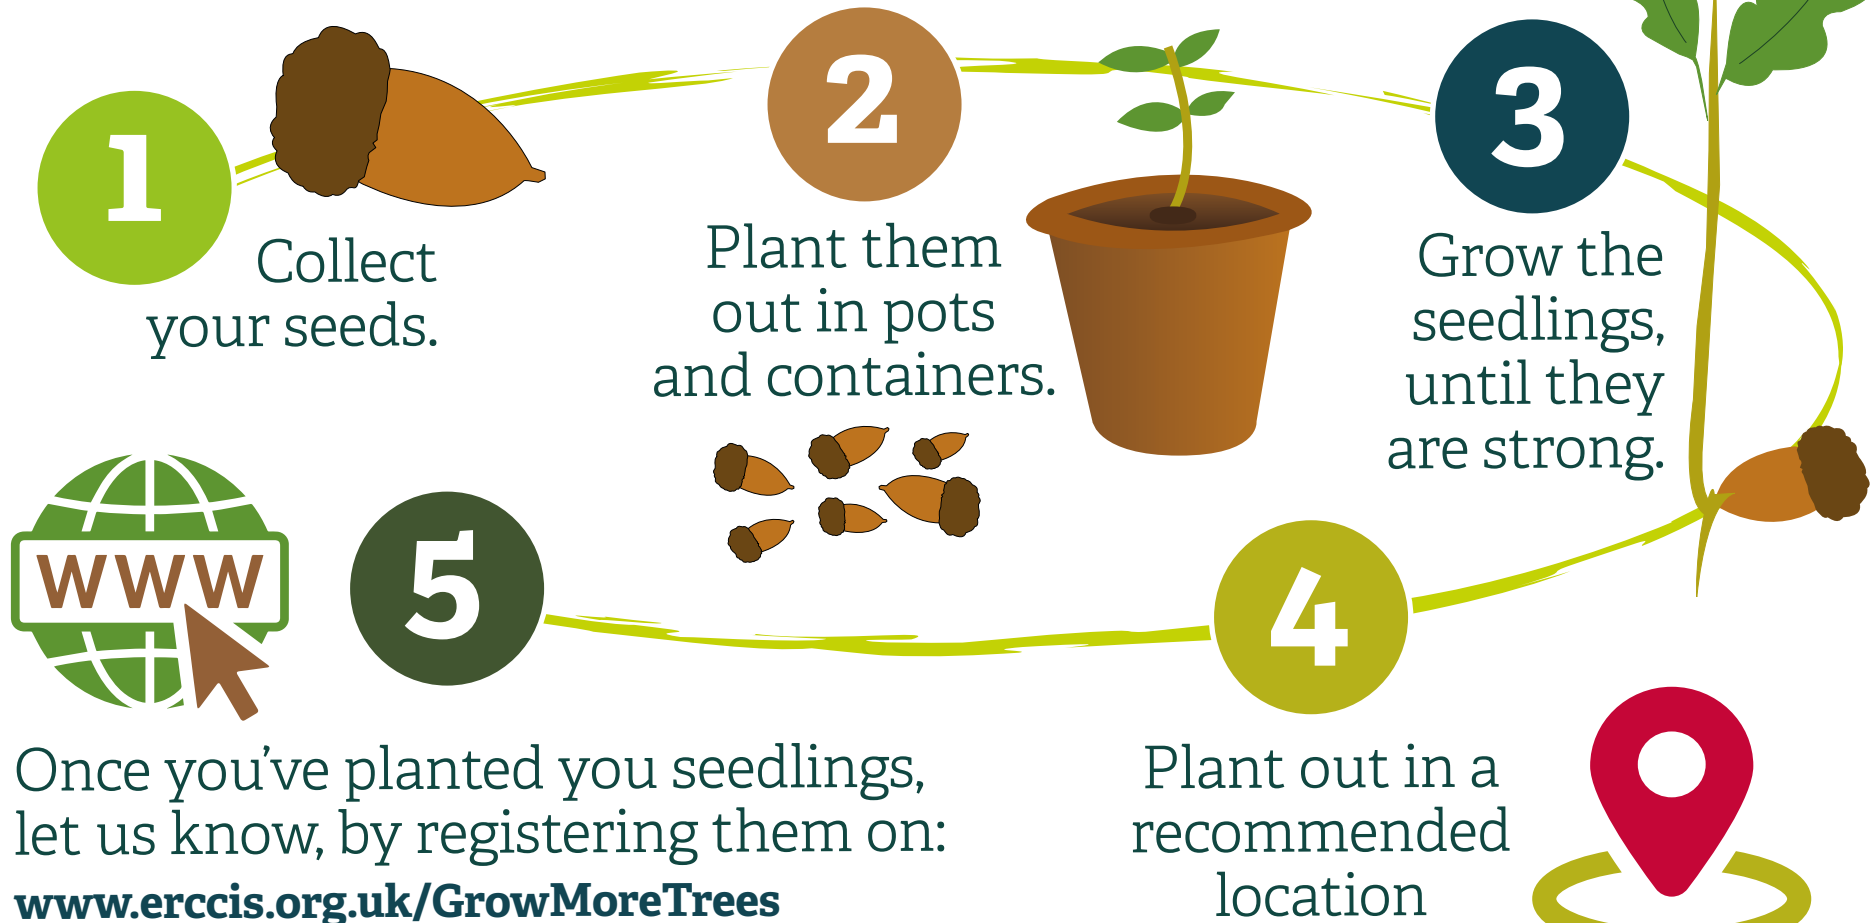 1
Collect
your seeds.
2
Plant them
out in pots
and containers.
3
Grow the
seedlings,
until they
are strong.
4
Plant out in a
recommended
location
5
WWW
Once you've planted you seedlings,
let us know, by registering them on:
www.erccis.org.uk/GrowMoreTrees